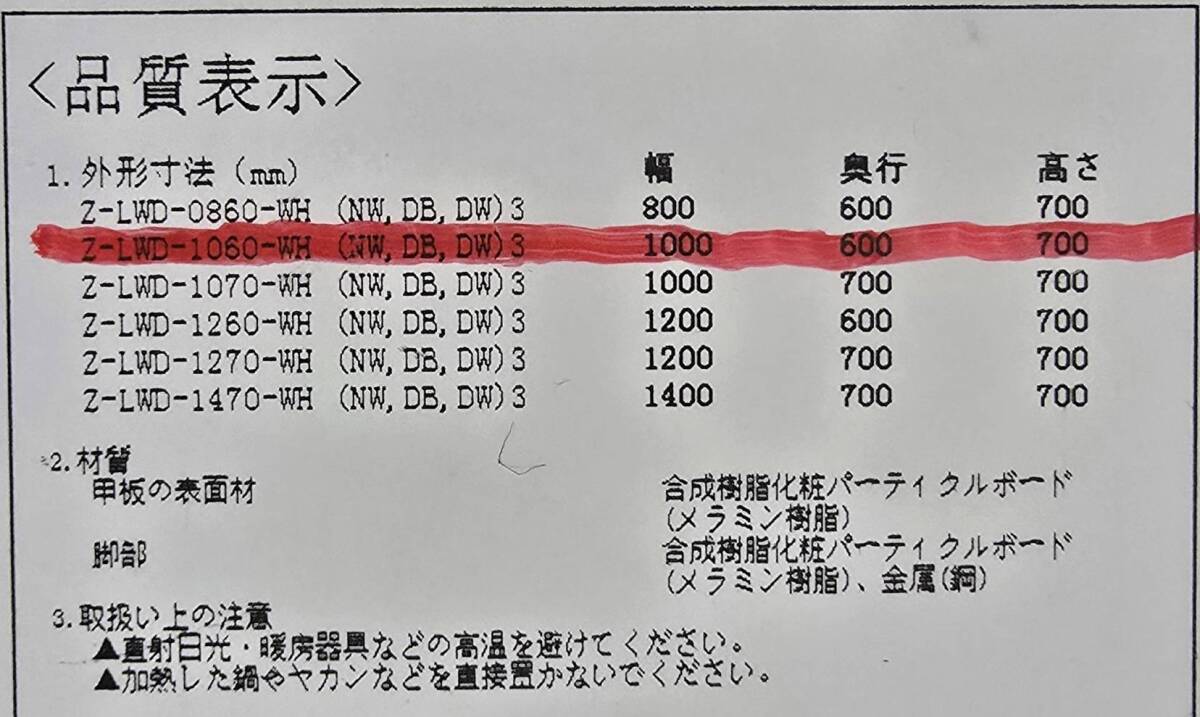 〈品質表示〉
1.外形寸法(mm) 幅 奥行 高さ
Z-LWD-0860-WH (NW,DB,DW)3 800 600 700
Z-LWD-1060-WH (NW,DB,DW)3 1000 600 700
Z-LWD-1070-WH (NW,DB,DW)3 1000 700 700
Z-LWD-1260-WH (NW,DB,DW)3 1200 600 700
Z-LWD-1270-WH (NW,DB,DW)3 1200 700 700
Z-LWD-1470-WH (NW,DB,DW)3 1400 700 700
2.材質
甲板の表面材 合成樹脂化粧パーティクルボード
(メラミン樹脂)
脚部 合成樹脂化粧パーティクルボード
(メラミン樹脂)、金属(鋼)
3.取扱い上の注意
▲直射日光・暖房器具などの高温を避けてください。
▲加熱した鍋やヤカンなどを直接置かないでください。